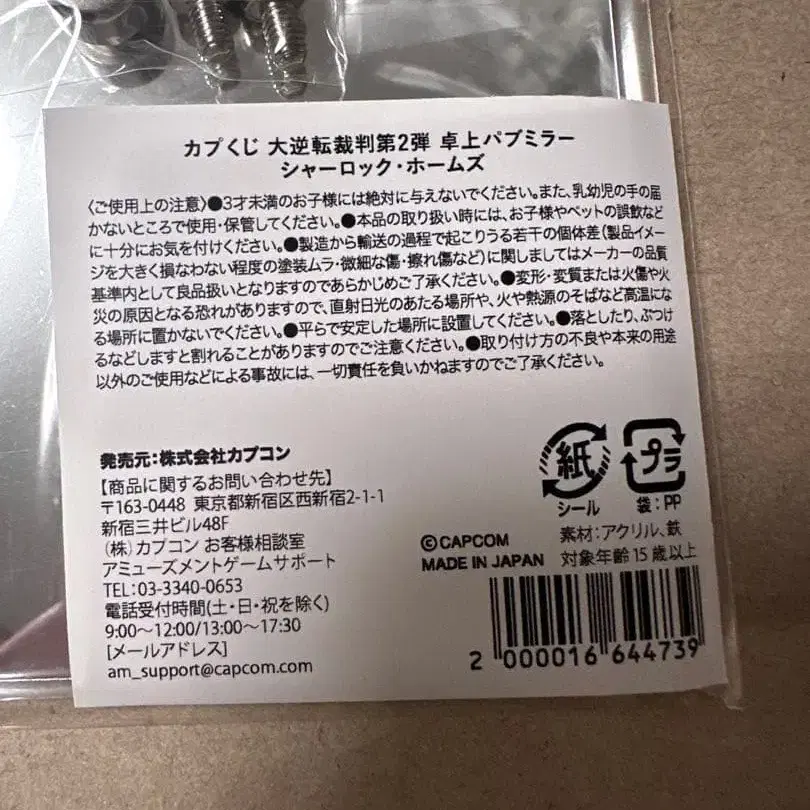 カプくじ 大逆転裁判第2弾 卓上パブミラー
シャーロック・ホームズ
〈ご使用上の注意〉●3才未満のお子様には絶対に与えないでください。また、乳幼児の手の届
かないところで使用・保管してください。●本品の取り扱い時には、お子様やペットの誤飲など
に十分にお気を付けください。●製造から輸送の過程で起こりうる若干の個体差(製品イメー
ジを大きく損なわない程度の塗装ムラ・微細な傷・擦れ傷など)に関しましてはメーカーの品質
基準内として良品扱いとなりますのであらかじめご了承ください。●変形・変質または火傷や火
災の原因となる恐れがありますので、直射日光のあたる場所や、火や熱源のそばなど高温にな
る場所に置かないでください。●平らで安定した場所に設置してください。●落としたり、ぶつけ
るなどしますと割れることがありますのでご注意ください。●取り付け方の不良や本来の用途
以外のご使用などによる事故には、一切責任を負いかねますのでご了承ください。
発売元:株式会社カプコン
【商品に関するお問い合わせ先】
〒163-0448 東京都新宿区西新宿2-1-1
新宿三井ビル48F
(株)カプコン お客様相談室
アミューズメントゲームサポート
TEL:03-3340-0653
電話受付時間(土・日・祝を除く)
9:00～12:00/13:00～17:30
[メールアドレス]
am_support@capcom.com
紙
シール
プラ
袋:PP
素材:アクリル、鉄
対象年齢15歳以上
©CAPCOM
MADE IN JAPAN
2 000016 644739